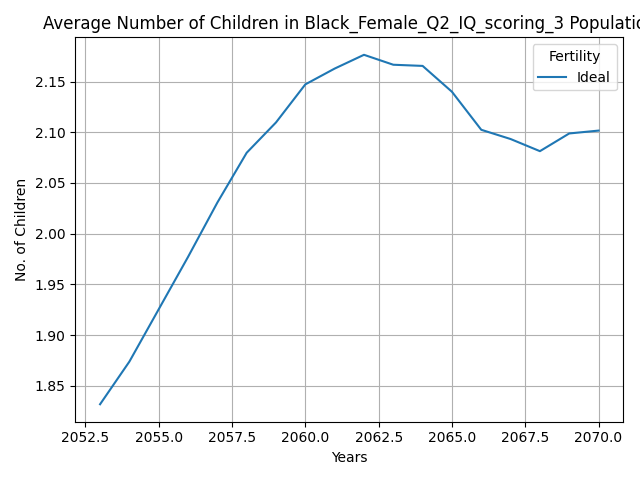 Average Number of Children in Black_Female_Q2_IQ_scoring_3 Populatio
Fertility
Ideal
2.15
2.10
2.05
2.00
1.95
1.90
1.85
No. of Children
2052.5 2055.0 2057.5 2060.0 2062.5 2065.0 2067.5 2070.0
Years